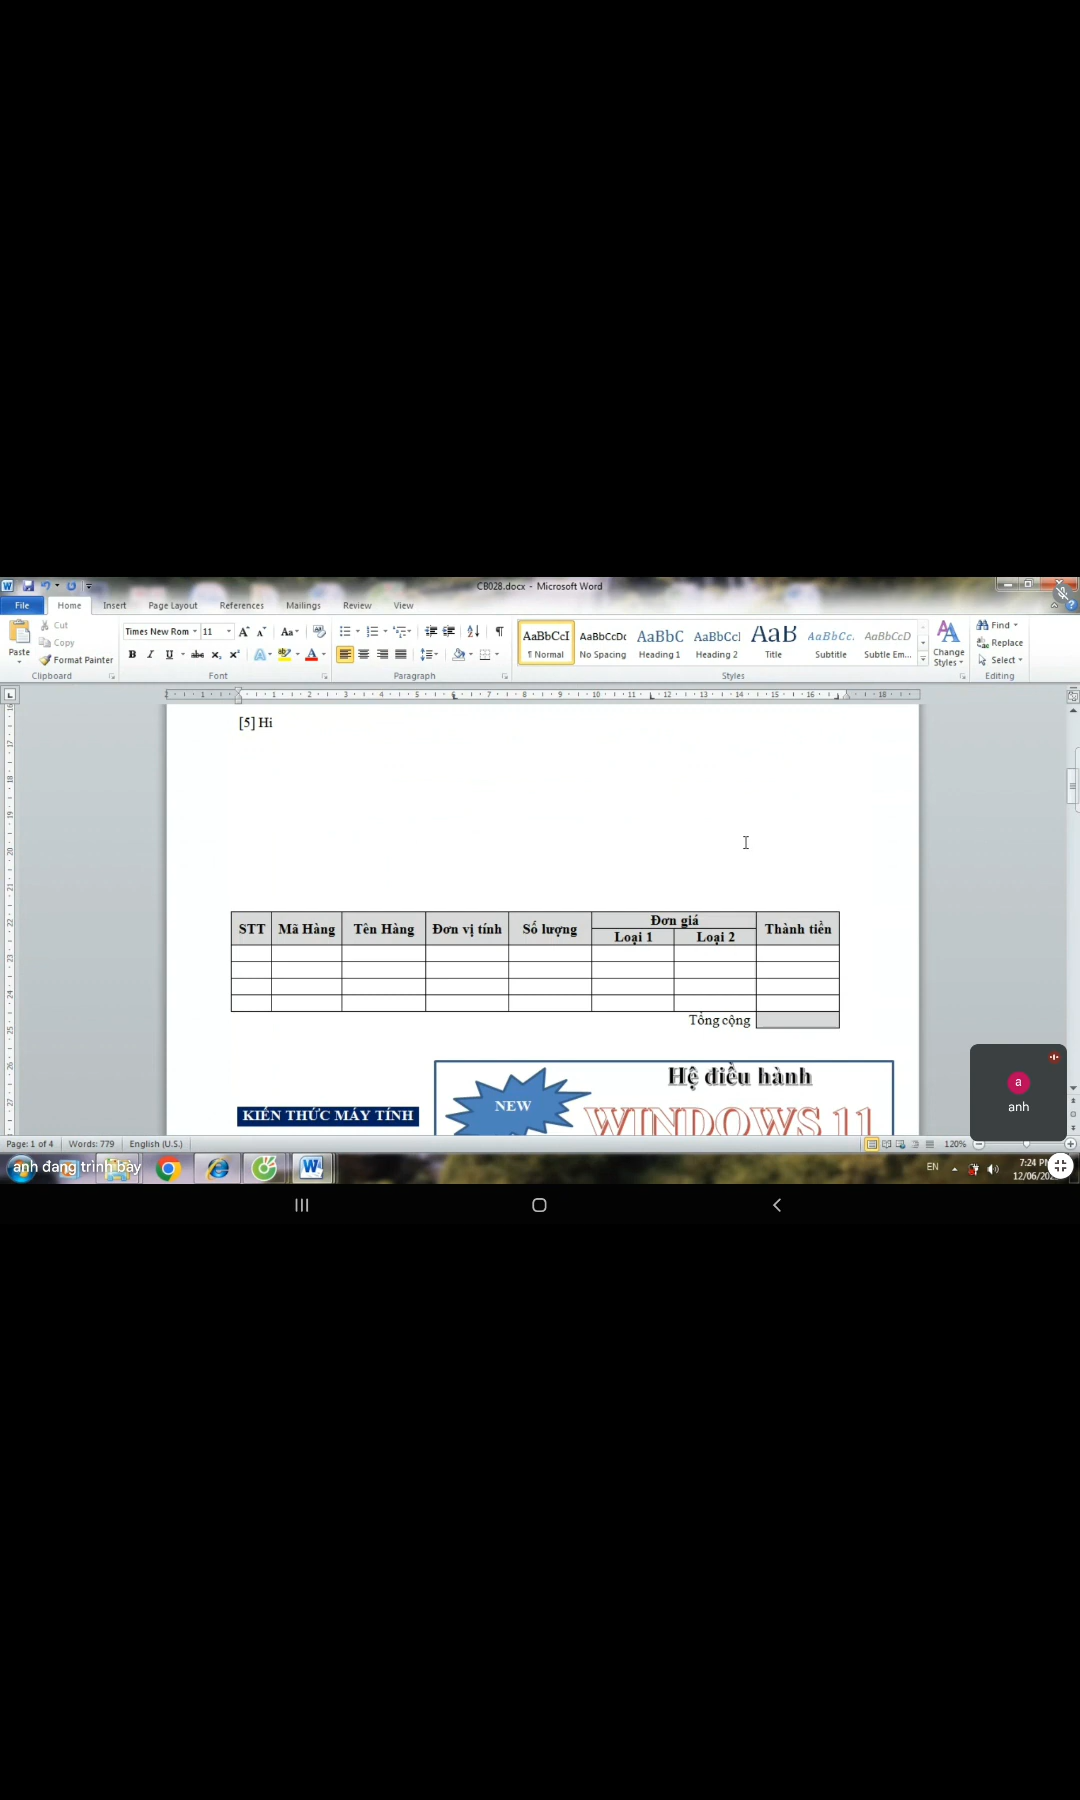 CB028.docx - Microsoft Word
File Home Insert Page Layout References Mailings Review View
Paste Cut Copy Format Painter
Times New Rom 11
AaBbCcI AaBbCcDc AaBbC AaBbCcl AaB AaBbCc. AaBbCcD
¶ Normal No Spacing Heading 1 Heading 2 Title Subtitle Subtle Em...
Change Styles
Find
Replace
Select
Clipboard Font Paragraph Styles Editing
[5] Hi
STT Mã Hàng Tên Hàng Đơn vị tính Số lượng Đơn giá Thành tiền
Loại 1 Loại 2
Tổng cộng
Hệ điều hành
NEW
WINDOWS 11
KIẾN THỨC MÁY TÍNH
a
anh
Page: 1 of 4 Words: 779 English (U.S.) 120%
anh đang trình bày
EN 7:24 PM
12/06/20